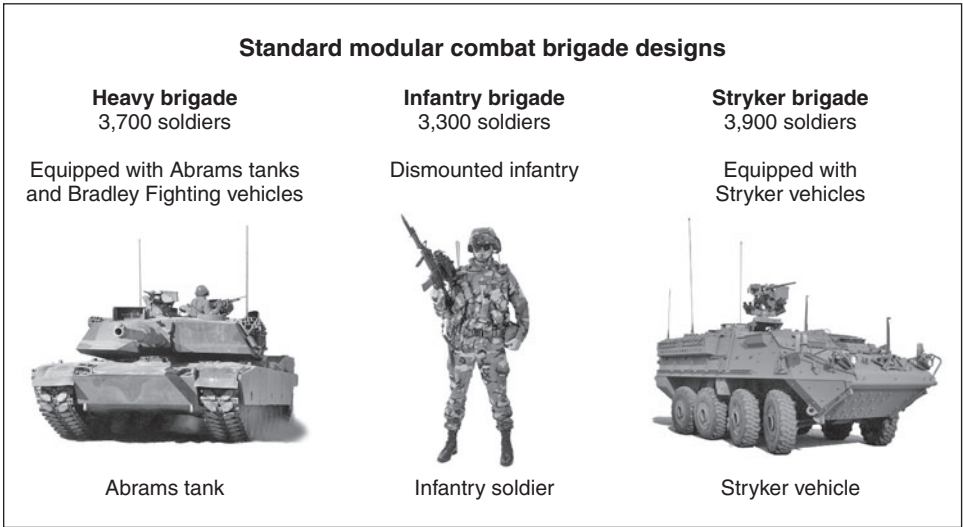 Standard modular combat brigade designs
Heavy brigade
3,700 soldiers
Equipped with Abrams tanks
and Bradley Fighting vehicles
Abrams tank
Infantry brigade
3,300 soldiers
Dismounted infantry
Infantry soldier
Stryker brigade
3,900 soldiers
Equipped with
Stryker vehicles
Stryker vehicle